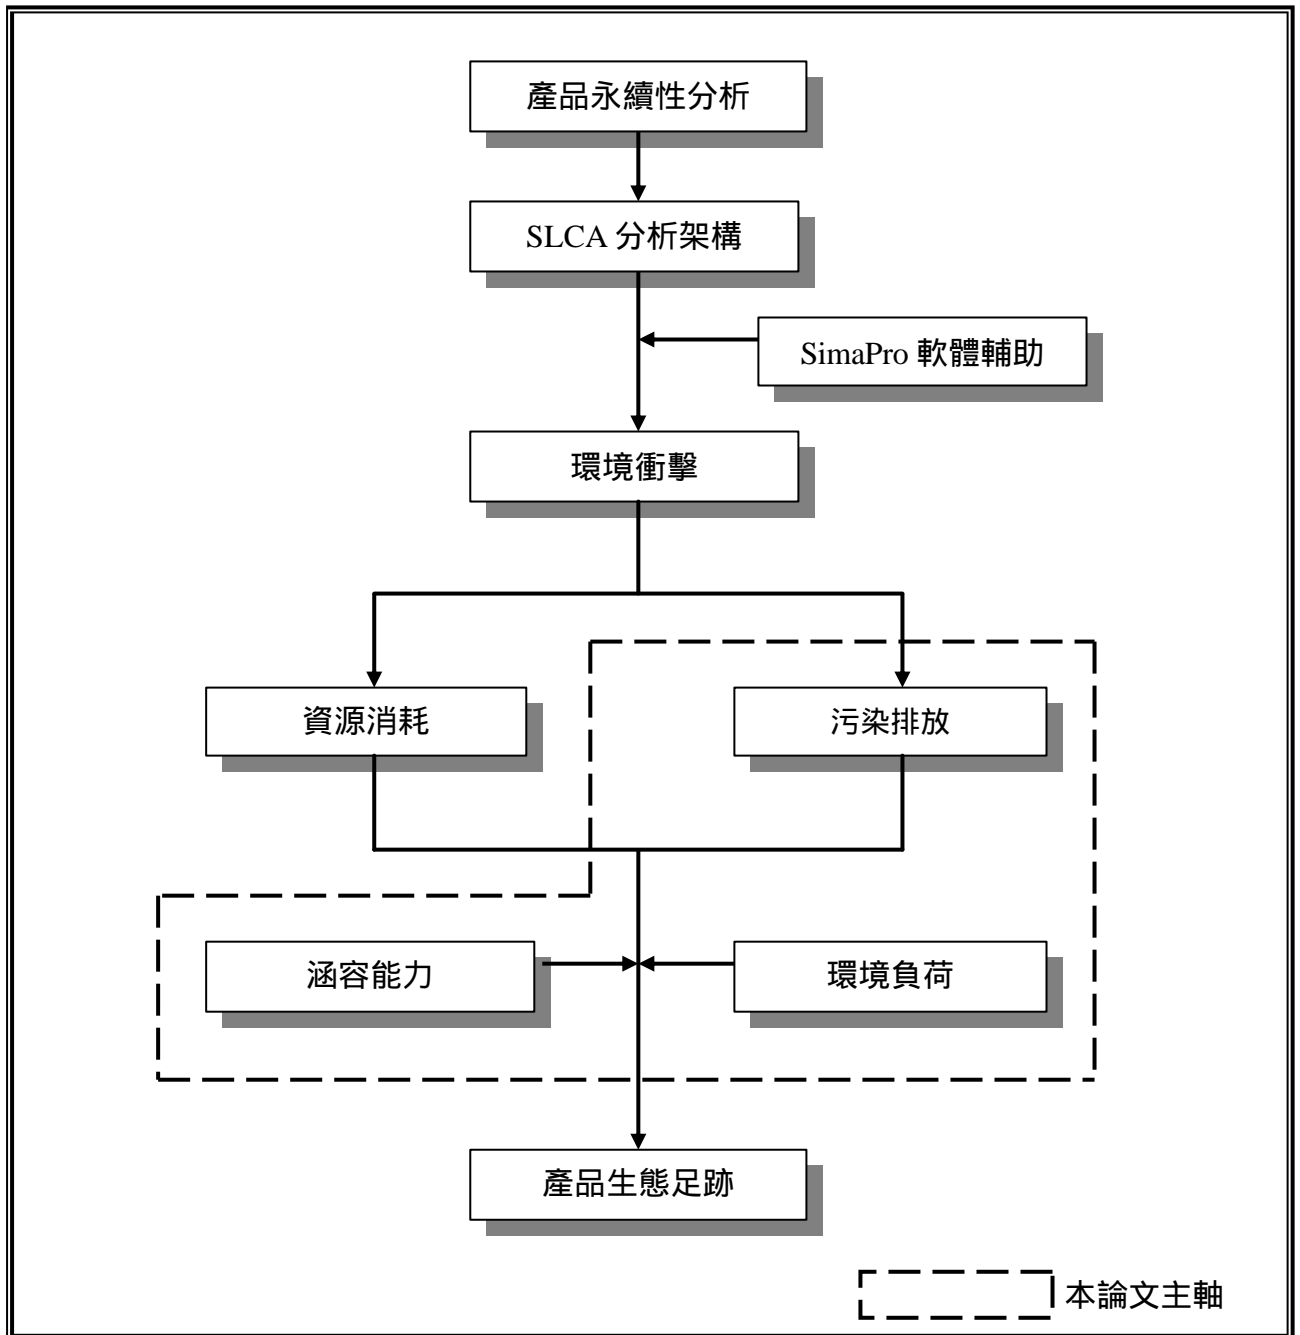 產品永續性分析
SLCA 分析架構
SimaPro 軟體輔助
環境衝擊
資源消耗
污染排放
涵容能力
環境負荷
產品生態足跡
本論文主軸